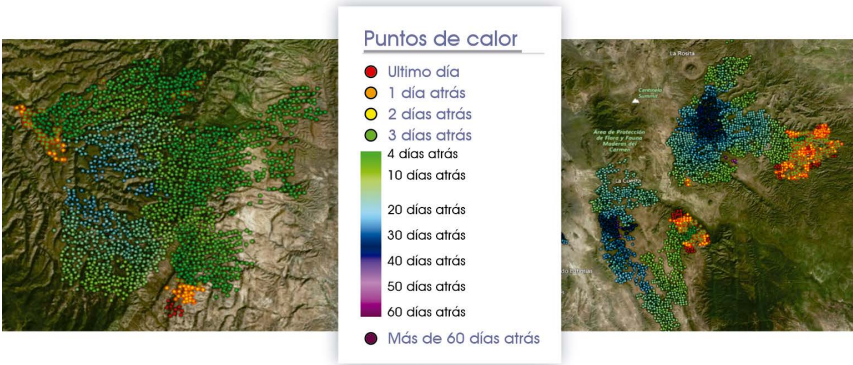 Puntos de calor
Ultimo día
1 día atrás
2 días atrás
3 días atrás
4 días atrás
10 días atrás
20 días atrás
30 días atrás
40 días atrás
50 días atrás
60 días atrás
Más de 60 días atrás
La Rosita
Área de Protección
de Flora y Fauna
Maderas del
Carmen
La Cuesta